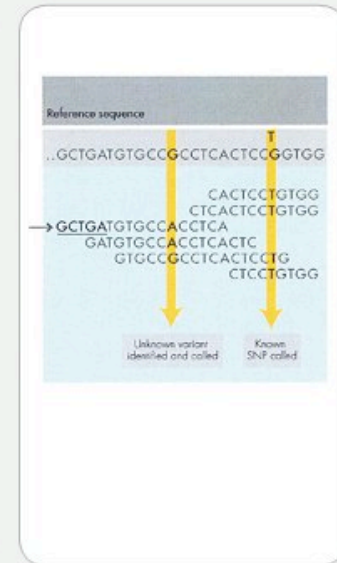 Reference sequence
T
..GCTGATGTGCCGCCTCACTCCGGTGG
CACTCCTGTGG
CTCACTCCTGTGG
→GCTGATGTGCCACCTCA
GATGTGCCACCTCACTC
GTGCCGCCTCACTCCTG
CTCCTGTGG
Unknown variant
identified and called
Known
SNP called